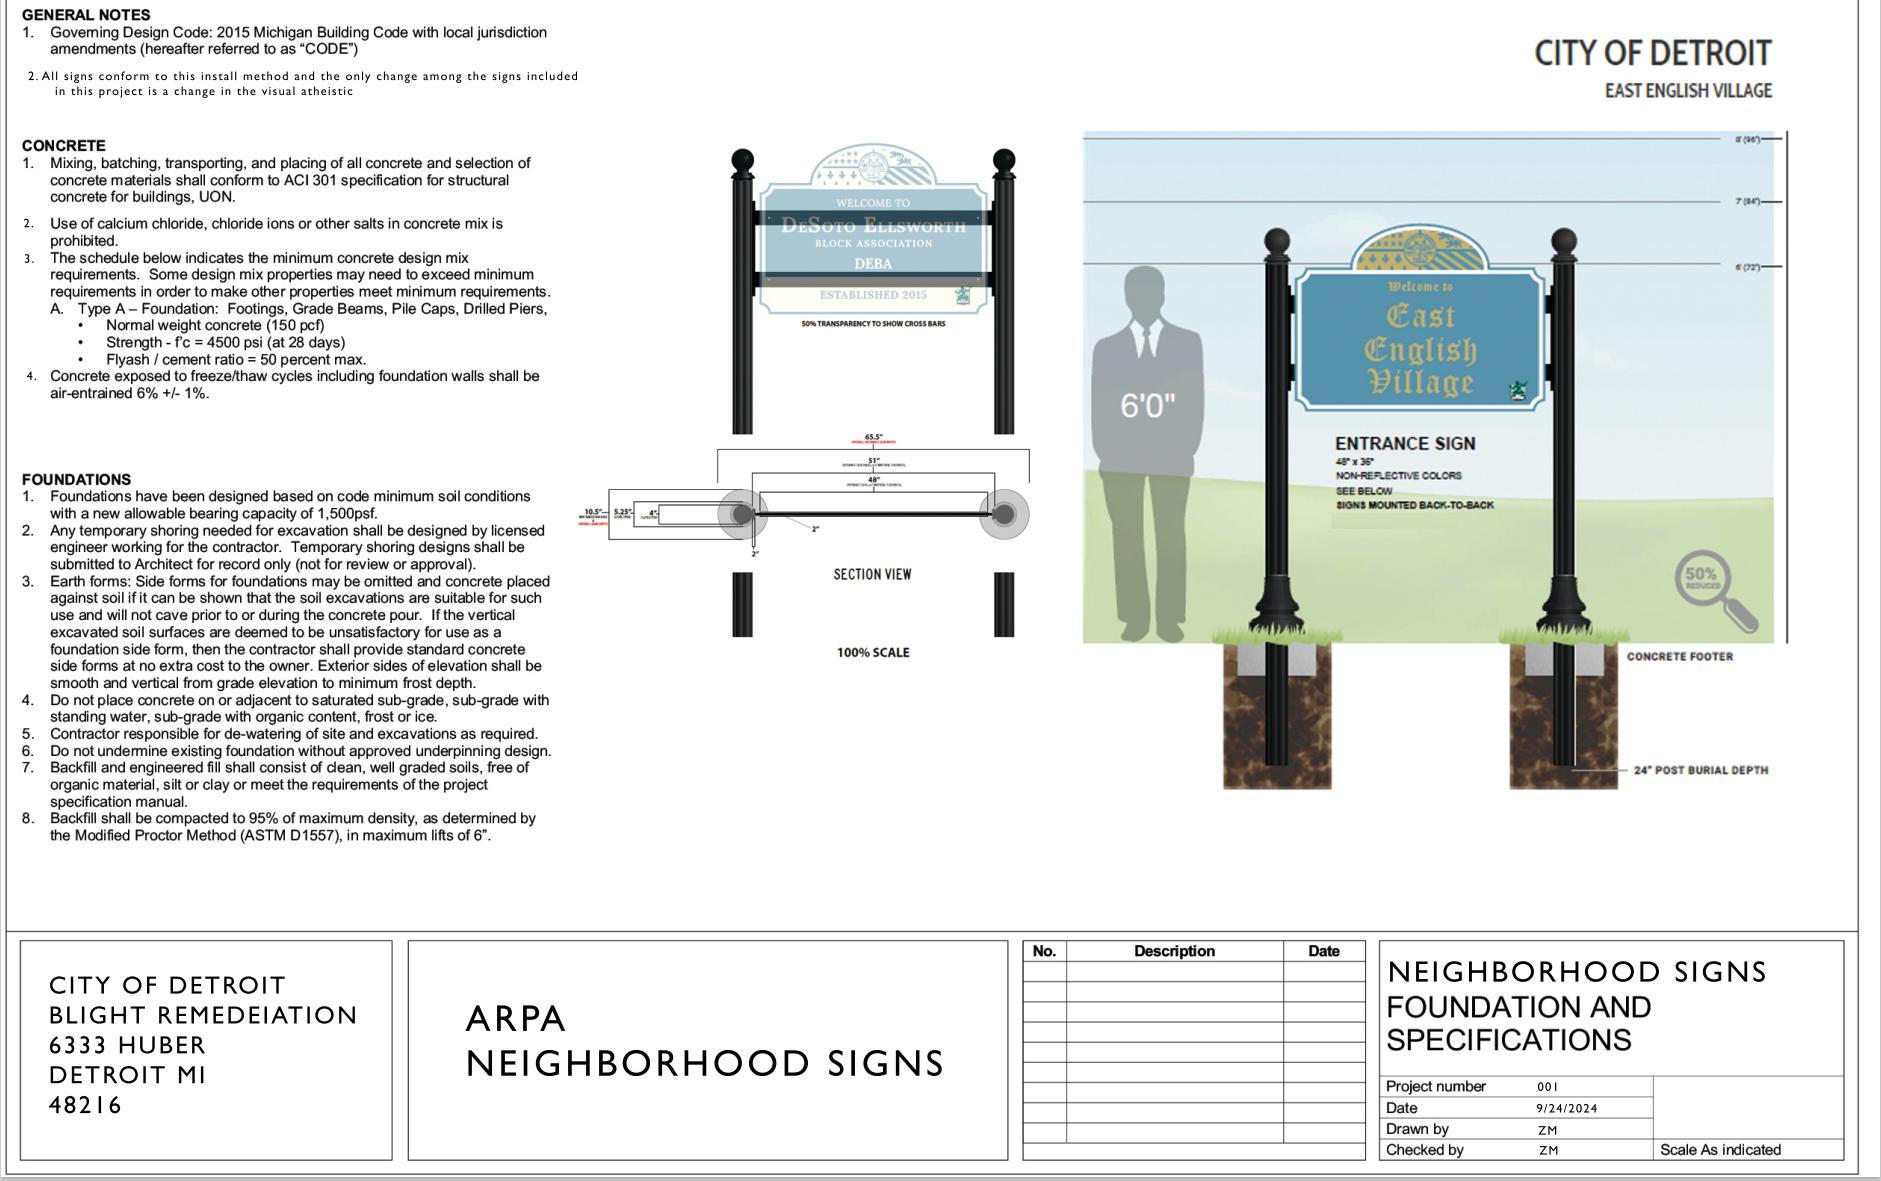 GENERAL NOTES
1. Governing Design Code: 2015 Michigan Building Code with local jurisdiction
amendments (hereafter referred to as “CODE”)
2. All signs conform to this install method and the only change among the signs included
in this project is a change in the visual atheistic
CONCRETE
1. Mixing, batching, transporting, and placing of all concrete and selection of
concrete materials shall conform to ACI 301 specification for structural
concrete for buildings, UON.
2. Use of calcium chloride, chloride ions or other salts in concrete mix is
prohibited.
3. The schedule below indicates the minimum concrete design mix
requirements. Some design mix properties may need to exceed minimum
requirements in order to make other properties meet minimum requirements.
A. Type A – Foundation: Footings, Grade Beams, Pile Caps, Drilled Piers,
• Normal weight concrete (150 pcf)
• Strength - f'c = 4500 psi (at 28 days)
• Flyash / cement ratio = 50 percent max.
4. Concrete exposed to freeze/thaw cycles including foundation walls shall be
air-entrained 6% +/- 1%.
FOUNDATIONS
1. Foundations have been designed based on code minimum soil conditions
with a new allowable bearing capacity of 1,500psf.
2. Any temporary shoring needed for excavation shall be designed by licensed
engineer working for the contractor. Temporary shoring designs shall be
submitted to Architect for record only (not for review or approval).
3. Earth forms: Side forms for foundations may be omitted and concrete placed
against soil if it can be shown that the soil excavations are suitable for such
use and will not cave prior to or during the concrete pour. If the vertical
excavated soil surfaces are deemed to be unsatisfactory for use as a
foundation side form, then the contractor shall provide standard concrete
side forms at no extra cost to the owner. Exterior sides of elevation shall be
smooth and vertical from grade elevation to minimum frost depth.
4. Do not place concrete on or adjacent to saturated sub-grade, sub-grade with
standing water, sub-grade with organic content, frost or ice.
5. Contractor responsible for de-watering of site and excavations as required.
6. Do not undermine existing foundation without approved underpinning design.
7. Backfill and engineered fill shall consist of clean, well graded soils, free of
organic material, silt or clay or meet the requirements of the project
specification manual.
8. Backfill shall be compacted to 95% of maximum density, as determined by
the Modified Proctor Method (ASTM D1557), in maximum lifts of 6”.
WELCOME TO
DESOTO ELLSWORTH
BLOCK ASSOCIATION
DEBA
ESTABLISHED 2015
50% TRANSPARENCY TO SHOW CROSS BARS
65.5"
51"
48"
10.5"
5.25"
4"
2"
2"
SECTION VIEW
100% SCALE
CITY OF DETROIT
EAST ENGLISH VILLAGE
8' (96")
7' (84")
6' (72")
6'0"
Welcome to
East
English
Village
ENTRANCE SIGN
48" x 36"
NON-REFLECTIVE COLORS
SEE BELOW
SIGNS MOUNTED BACK-TO-BACK
50%
REDUCED
CONCRETE FOOTER
24" POST BURIAL DEPTH
CITY OF DETROIT
BLIGHT REMEDEIATION
6333 HUBER
DETROIT MI
48216
ARPA
NEIGHBORHOOD SIGNS
No. Description Date
NEIGHBORHOOD SIGNS
FOUNDATION AND
SPECIFICATIONS
Project number 001
Date 9/24/2024
Drawn by ZM
Checked by ZM
Scale As indicated